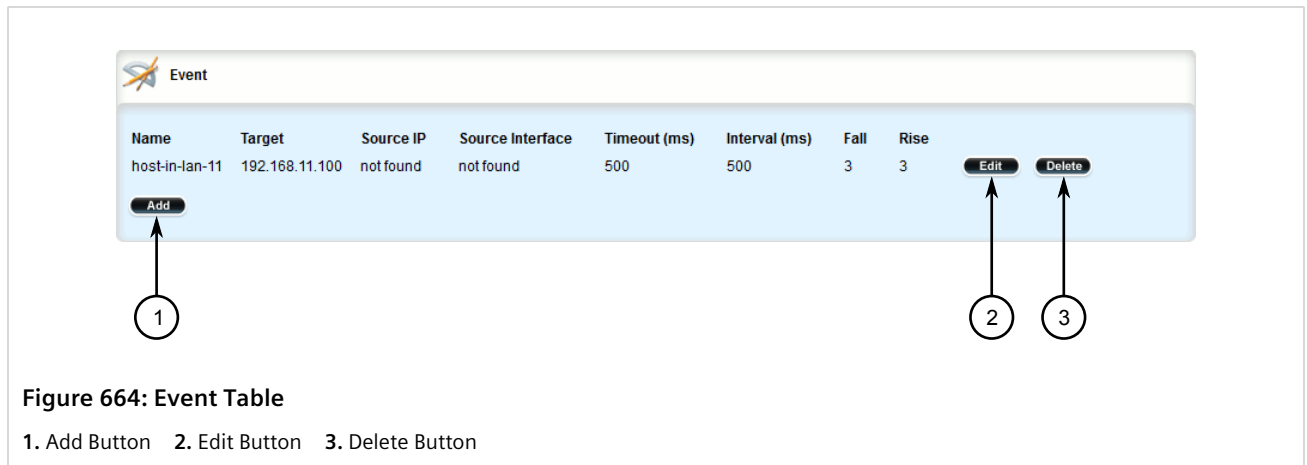 Event
Name Target Source IP Source Interface Timeout (ms) Interval (ms) Fall Rise
host-in-lan-11 192.168.11.100 not found not found 500 500 3 3 Edit Delete
Add
1 2 3
Figure 664: Event Table
1. Add Button 2. Edit Button 3. Delete Button